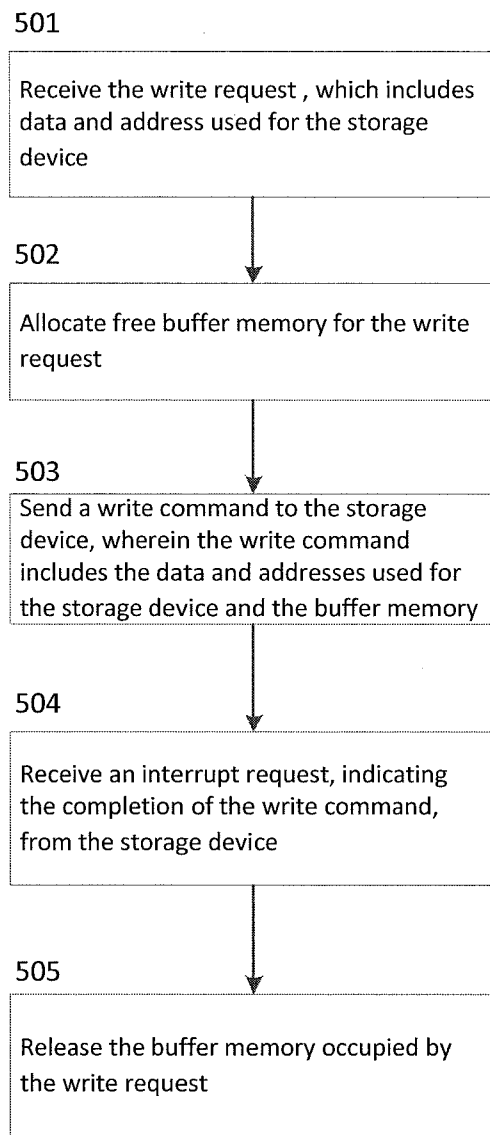 501
Receive the write request , which includes
data and address used for the storage
device
502
Allocate free buffer memory for the write
request
503
Send a write command to the storage
device, wherein the write command
includes the data and addresses used for
the storage device and the buffer memory
504
Receive an interrupt request, indicating
the completion of the write command,
from the storage device
505
Release the buffer memory occupied by
the write request